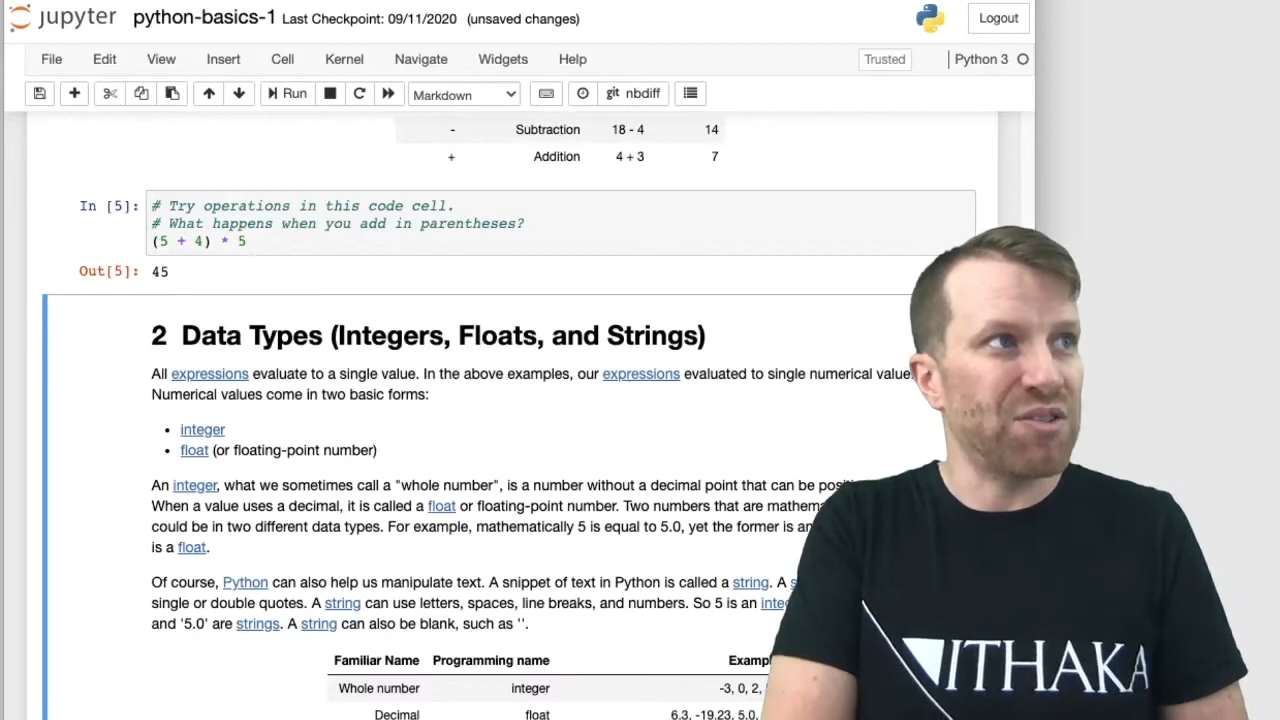 jupyter python-basics-1 Last Checkpoint: 09/11/2020 (unsaved changes) Logout
File Edit View Insert Cell Kernel Widgets Help Trusted Python 3
Run Markdown git nbdiff
- Subtraction 18 - 4 14
+ Addition 4 + 3 7
In [5]: # Try operations in this code cell.
# What happens when you add in parentheses?
(5 + 4) * 5
Out[5]: 45
2 Data Types (Integers, Floats, and Strings)
All expressions evaluate to a single value. In the above examples, our expressions evaluated to single numerical value.
Numerical values come in two basic forms:
• integer
• float (or floating-point number)
An integer, what we sometimes call a "whole number", is a number without a decimal point that can be
When a value uses a decimal, it is called a float or floating-point number. Two numbers that are
could be in two different data types. For example, mathematically 5 is equal to 5.0, yet the former is
is a float.
Of course, Python can also help us manipulate text. A snippet of text in Python is called a string. A
single or double quotes. A string can use letters, spaces, line breaks, and numbers. So 5 is an
and '5.0' are strings. A string can also be blank, such as ''.
Familiar Name Programming name
Whole number integer -3, 0, 2,
Decimal float 6.3, -19.23, 5.0,
ITHAKA